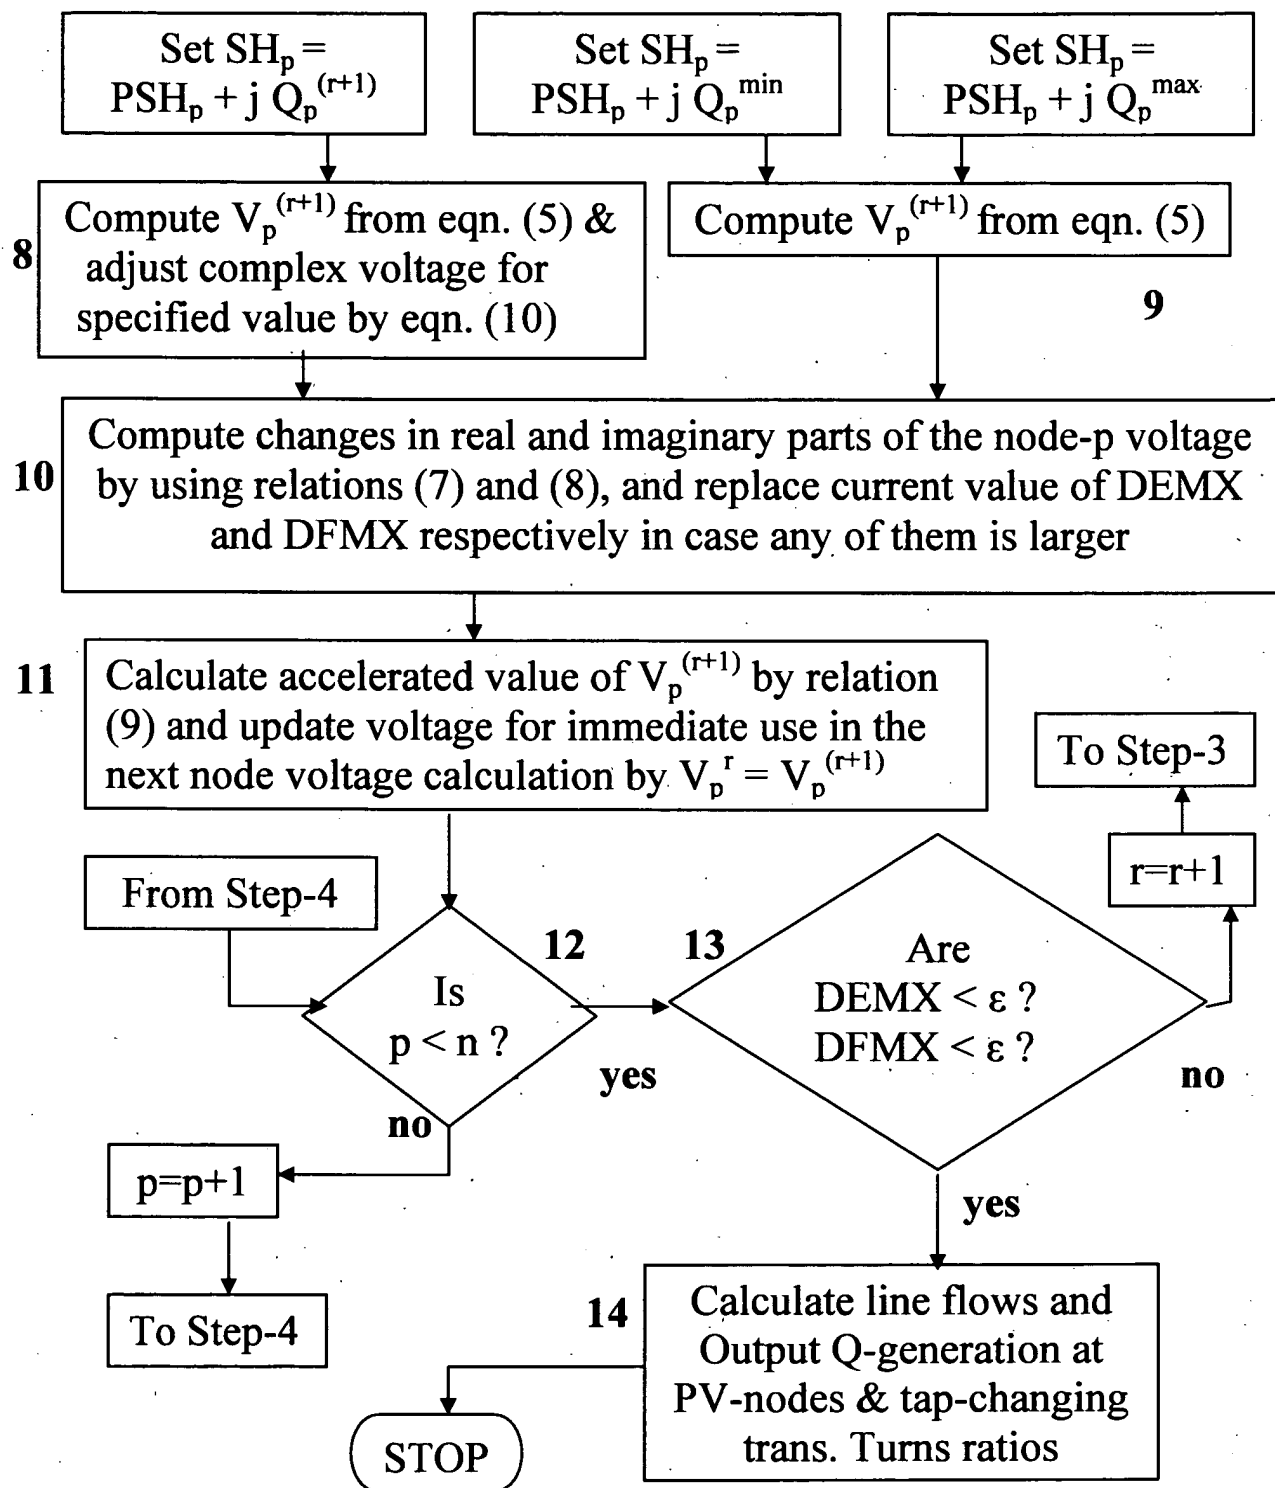 Set SHₚ =
PSHₚ + j Qₚ⁽ʳ⁺¹⁾
Set SHₚ =
PSHₚ + j Qₚᵐⁱⁿ
Set SHₚ =
PSHₚ + j Qₚᵐᵃˣ
8
Compute Vₚ⁽ʳ⁺¹⁾ from eqn. (5) &
adjust complex voltage for
specified value by eqn. (10)
Compute Vₚ⁽ʳ⁺¹⁾ from eqn. (5)
9
10
Compute changes in real and imaginary parts of the node-p voltage
by using relations (7) and (8), and replace current value of DEMX
and DFMX respectively in case any of them is larger
11
Calculate accelerated value of Vₚ⁽ʳ⁺¹⁾ by relation
(9) and update voltage for immediate use in the
next node voltage calculation by Vₚʳ = Vₚ⁽ʳ⁺¹⁾
To Step-3
r=r+1
From Step-4
12
Is
p < n ?
yes
no
13
Are
DEMX < ε ?
DFMX < ε ?
no
yes
p=p+1
To Step-4
14
Calculate line flows and
Output Q-generation at
PV-nodes & tap-changing
trans. Turns ratios
STOP